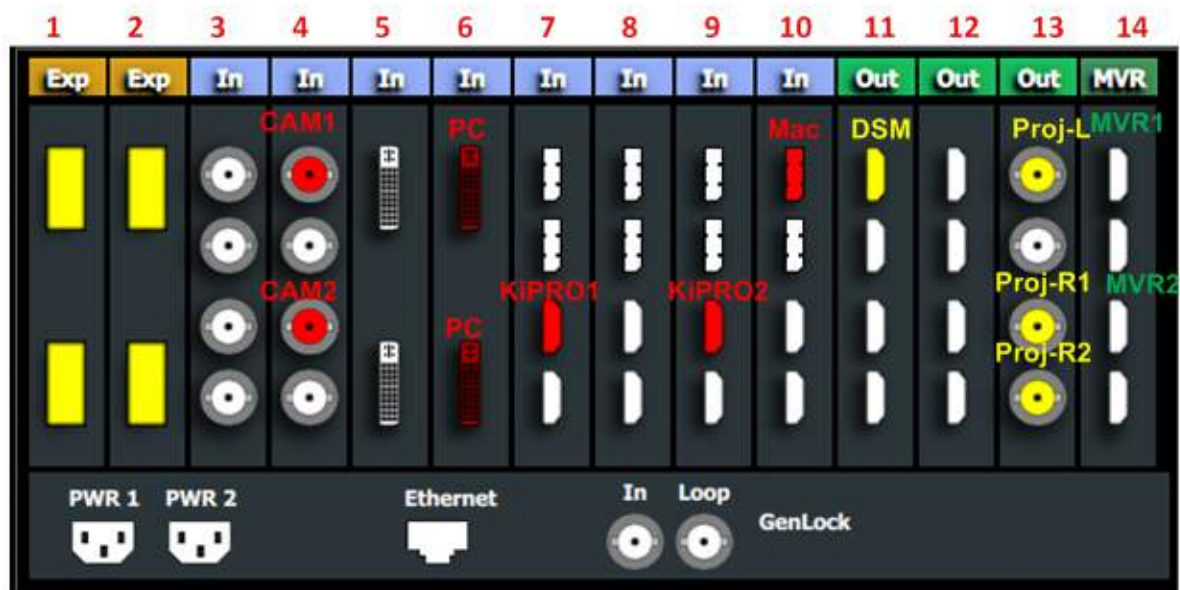 1 2 3 4 5 6 7 8 9 10 11 12 13 14
Exp Exp In In In In In In In In Out Out Out MVR
CAM1 PC Mac DSM Proj-L MVR1
CAM2 KiPRO1 KiPRO2 Proj-R1 MVR2
PC Proj-R2
PWR 1 PWR 2 Ethernet In Loop GenLock